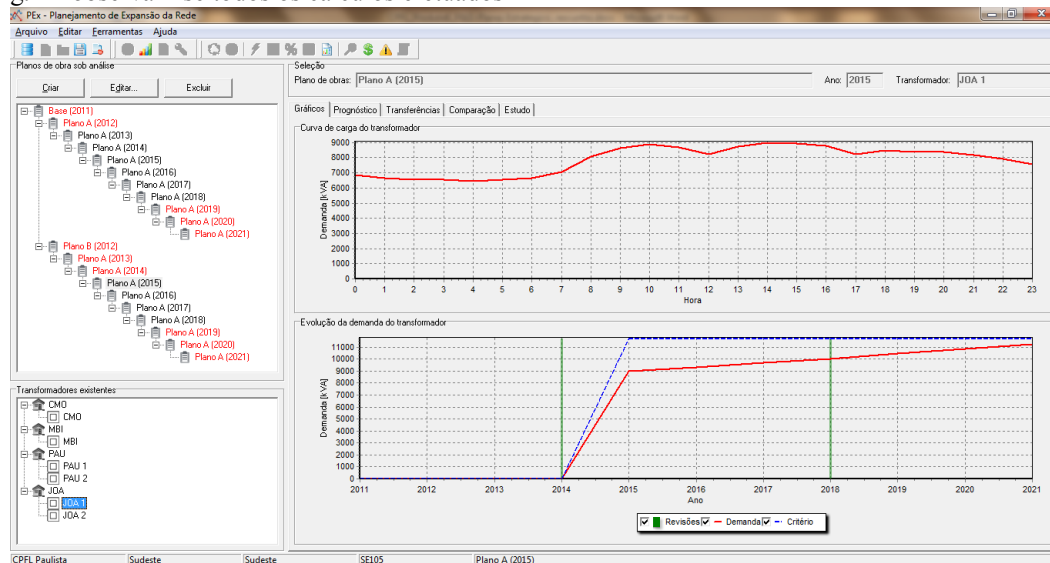 PEx - Planejamento de Expansão da Rede
Arquivo Editar Ferramentas Ajuda
Planos de obra sob análise
Criar Editar... Excluir
Base (2011)
Plano A (2012)
Plano A (2013)
Plano A (2014)
Plano A (2015)
Plano A (2016)
Plano A (2017)
Plano A (2018)
Plano A (2019)
Plano A (2020)
Plano A (2021)
Plano B (2012)
Plano A (2013)
Plano A (2014)
Plano A (2015)
Plano A (2016)
Plano A (2017)
Plano A (2018)
Plano A (2019)
Plano A (2020)
Plano A (2021)
Transformadores existentes
CMO
CMO
MBI
MBI
PAU
PAU 1
PAU 2
JOA
JOA 1
JOA 2
Seleção
Plano de obras: Plano A (2015) Ano: 2015 Transformador: JOA 1
Gráficos Prognóstico Transferências Comparação Estudo
Curva de carga do transformador
Demanda [kVA]
9000
8000
7000
6000
5000
4000
3000
2000
1000
0
0 1 2 3 4 5 6 7 8 9 10 11 12 13 14 15 16 17 18 19 20 21 22 23
Hora
Evolução da demanda do transformador
Demanda [kVA]
11000
10000
9000
8000
7000
6000
5000
4000
3000
2000
1000
0
2011 2012 2013 2014 2015 2016 2017 2018 2019 2020 2021
Ano
Revisões Demanda Critério
CPFL Paulista Sudeste Sudeste SE105 Plano A (2015)